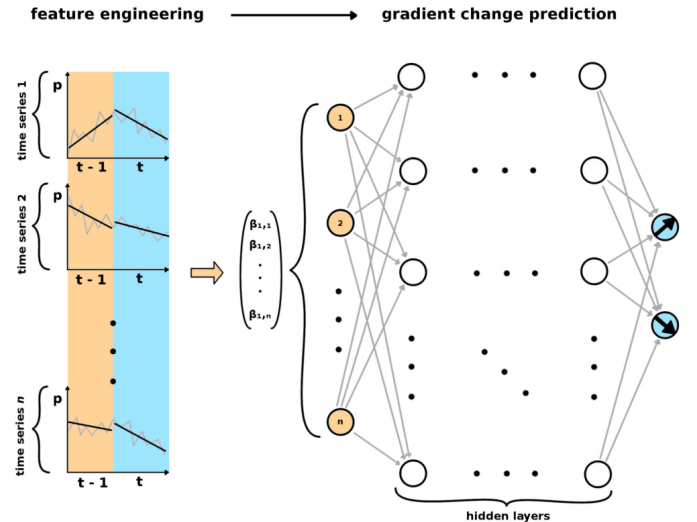 feature engineering
gradient change prediction
time series 1
p
t - 1
t
time series 2
p
t - 1
t
time series n
p
t - 1
t
β1,1
β1,2
β1,n
1
2
n
hidden layers